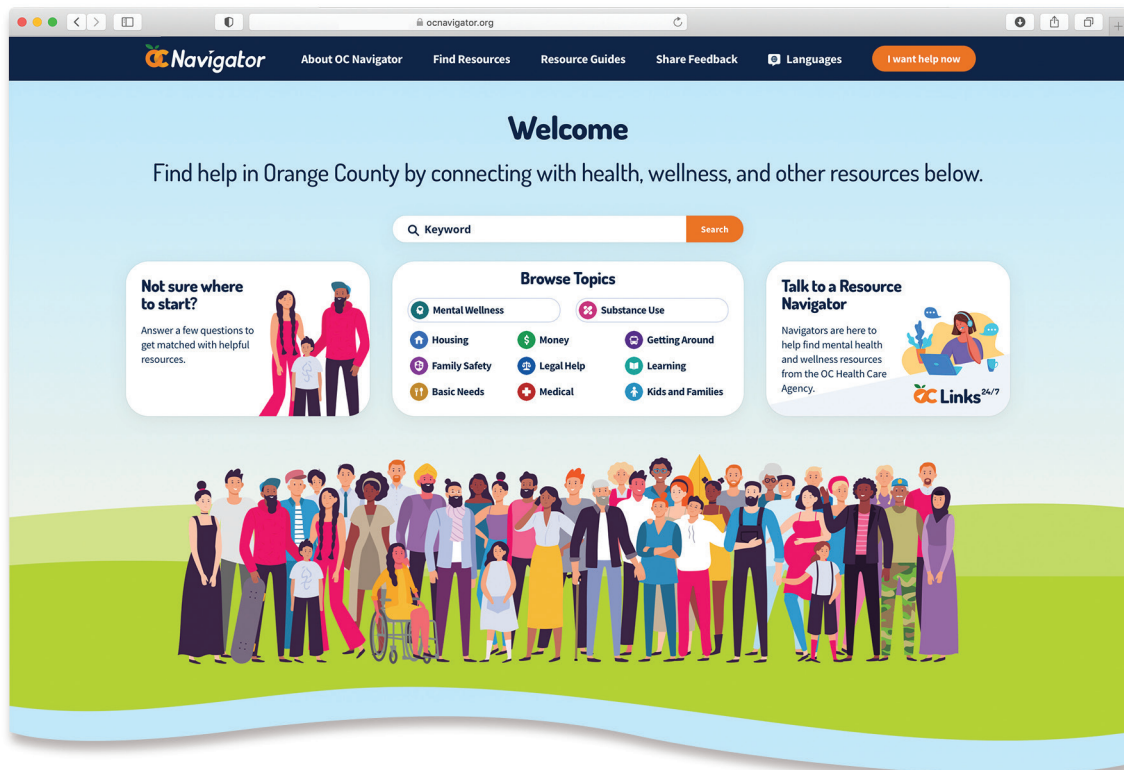 ocnavigator.org
OC Navigator
About OC Navigator
Find Resources
Resource Guides
Share Feedback
Languages
I want help now
Welcome
Find help in Orange County by connecting with health, wellness, and other resources below.
Keyword
Search
Not sure where
to start?
Answer a few questions to
get matched with helpful
resources.
Browse Topics
Mental Wellness
Substance Use
Housing
Money
Getting Around
Family Safety
Legal Help
Learning
Basic Needs
Medical
Kids and Families
Talk to a Resource
Navigator
Navigators are here to
help find mental health
and wellness resources
from the OC Health Care
Agency.
OC Links 24/7